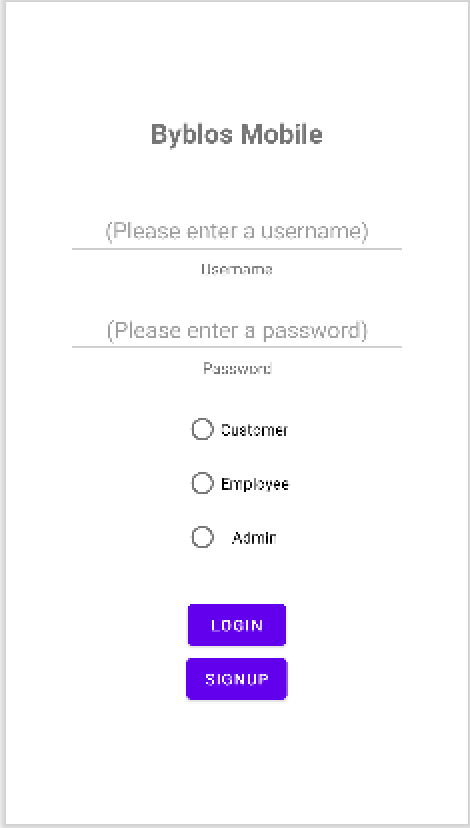 Byblos Mobile
(Please enter a username)
Username
(Please enter a password)
Password
Customer
Employee
Admin
LOGIN
SIGNUP